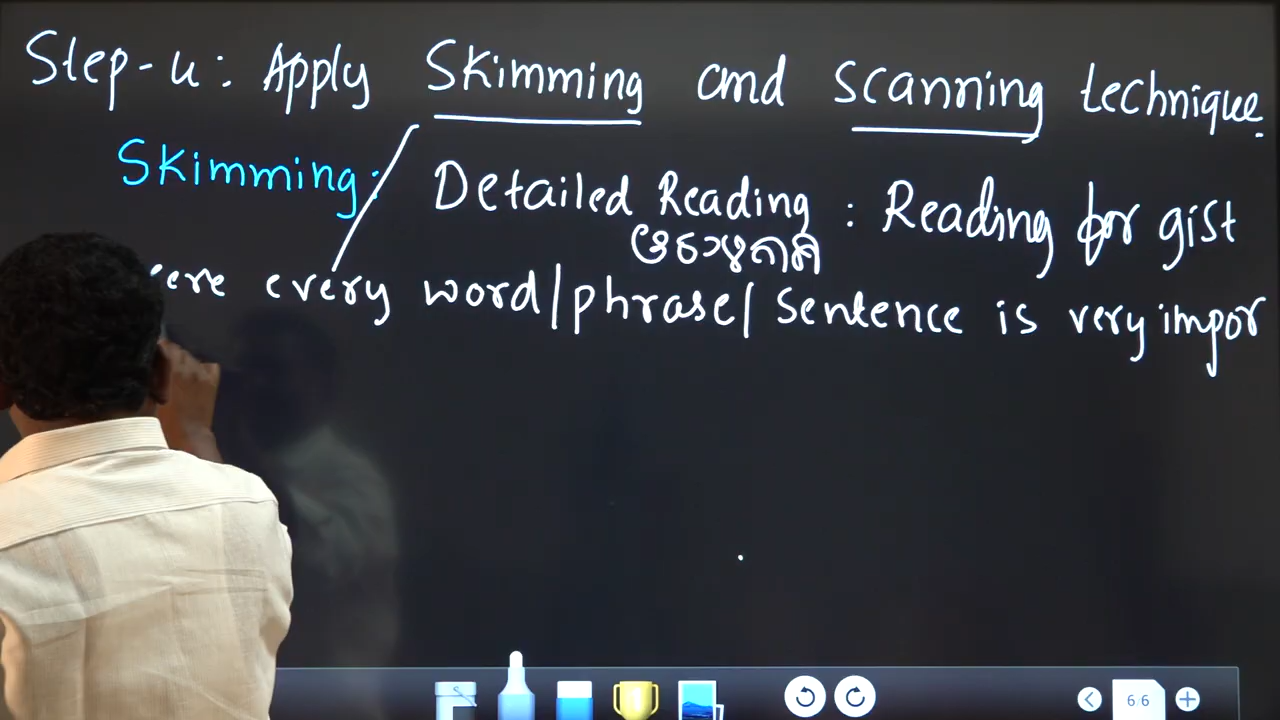 Step-4: Apply Skimming and scanning technique.
Skimming: Detailed Reading : Reading for gist
every word/phrase/sentence is very impor
66